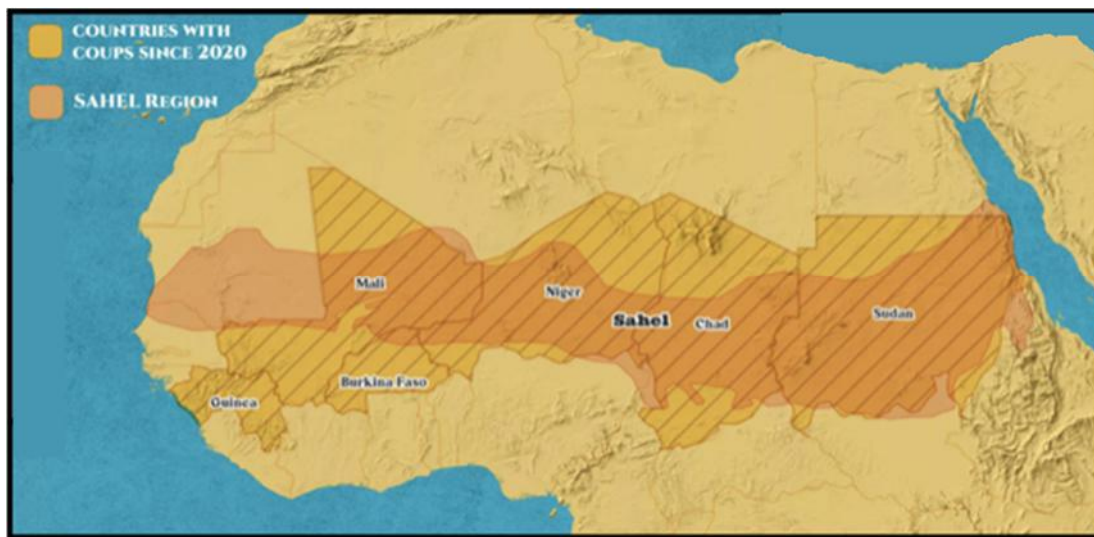 COUNTRIES WITH
COUPS SINCE 2020
SAHEL REGION
Mali
Niger
Sahel
Chad
Sudan
Burkina Faso
Guinea